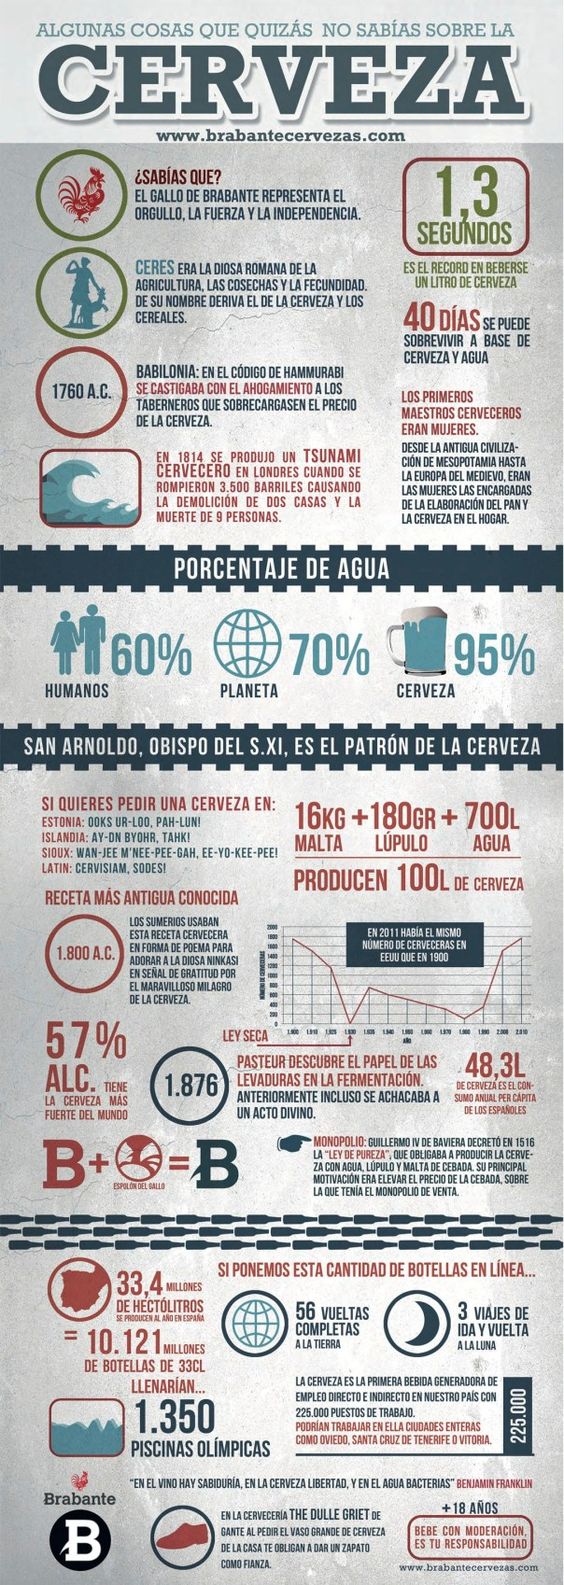 ALGUNAS COSAS QUE QUIZÁS NO SABÍAS SOBRE LA
CERVEZA
www.brabantecervezas.com
¿SABÍAS QUE?
EL GALLO DE BRABANTE REPRESENTA EL
ORGULLO, LA FUERZA Y LA INDEPENDENCIA.
1,3
SEGUNDOS
ES EL RECORD EN BEBERSE
UN LITRO DE CERVEZA
CERES ERA LA DIOSA ROMANA DE LA
AGRICULTURA, LAS COSECHAS Y LA FECUNDIDAD.
DE SU NOMBRE DERIVA EL DE LA CERVEZA Y LOS
CEREALES.
40 DÍAS SE PUEDE
SOBREVIVIR A BASE DE
CERVEZA Y AGUA
1760 A.C.
BABILONIA: EN EL CÓDIGO DE HAMMURABI
SE CASTIGABA CON EL AHOGAMIENTO A LOS
TABERNEROS QUE SOBRECARGASEN EL PRECIO
DE LA CERVEZA.
LOS PRIMEROS
MAESTROS CERVECEROS
ERAN MUJERES.
DESDE LA ANTIGUA CIVILIZA-
CIÓN DE MESOPOTAMIA HASTA
LA EUROPA DEL MEDIEVO, ERAN
LAS MUJERES LAS ENCARGADAS
DE LA ELABORACIÓN DEL PAN Y
LA CERVEZA EN EL HOGAR.
EN 1814 SE PRODUJO UN TSUNAMI
CERVECERO EN LONDRES CUANDO SE
ROMPIERON 3.500 BARRILES CAUSANDO
LA DEMOLICIÓN DE DOS CASAS Y LA
MUERTE DE 9 PERSONAS.
PORCENTAJE DE AGUA
60%
HUMANOS
70%
PLANETA
95%
CERVEZA
SAN ARNOLDO, OBISPO DEL S.XI, ES EL PATRÓN DE LA CERVEZA
SI QUIERES PEDIR UNA CERVEZA EN:
ESTONIA: OOKS UR-LOO, PAH-LUN!
ISLANDIA: AY-DN BYOHR, TAHK!
SIOUX: WAN-JEE M'NEE-PEE-GAH, EE-YO-KEE-PEE!
LATIN: CERVISIAM, SODES!
16KG + 180GR + 700L
MALTA LÚPULO AGUA
PRODUCEN 100L DE CERVEZA
RECETA MÁS ANTIGUA CONOCIDA
1.800 A.C.
LOS SUMERIOS USABAN
ESTA RECETA CERVECERA
EN FORMA DE POEMA PARA
ADORAR A LA DIOSA NINKASI
EN SEÑAL DE GRATITUD POR
EL MARAVILLOSO MILAGRO
DE LA CERVEZA.
EN 2011 HABÍA EL MISMO
NÚMERO DE CERVECERAS EN
EEUU QUE EN 1900
NÚMERO DE CERVECERAS
2000
1800
1600
1400
1200
1000
800
600
400
200
0
1.900 1.910 1.920 1.930 1.935 1.940 1.950 1.960 1.970 1.980 1.990 2.000 2.010
AÑO
LEY SECA
57%
ALC. TIENE
LA CERVEZA MÁS
FUERTE DEL MUNDO
1.876
PASTEUR DESCUBRE EL PAPEL DE LAS
LEVADURAS EN LA FERMENTACIÓN.
ANTERIORMENTE INCLUSO SE ACHACABA A
UN ACTO DIVINO.
48,3L
DE CERVEZA ES EL CON-
SUMO ANUAL PER CÁPITA
DE LOS ESPAÑOLES
B + = B
ESPOLÓN DEL GALLO
MONOPOLIO: GUILLERMO IV DE BAVIERA DECRETÓ EN 1516
LA "LEY DE PUREZA", QUE OBLIGABA A PRODUCIR LA CERVE-
ZA CON AGUA, LÚPULO Y MALTA DE CEBADA. SU PRINCIPAL
MOTIVACIÓN ERA ELEVAR EL PRECIO DE LA CEBADA, SOBRE
LA QUE TENÍA EL MONOPOLIO DE VENTA.
33,4 MILLONES
DE HECTÓLITROS
SE PRODUCEN AL AÑO EN ESPAÑA
= 10.121 MILLONES
DE BOTELLAS DE 33CL
LLENARÍAN...
1.350
PISCINAS OLÍMPICAS
SI PONEMOS ESTA CANTIDAD DE BOTELLAS EN LÍNEA...
56 VUELTAS
COMPLETAS
A LA TIERRA
3 VIAJES DE
IDA Y VUELTA
A LA LUNA
LA CERVEZA ES LA PRIMERA BEBIDA GENERADORA DE
EMPLEO DIRECTO E INDIRECTO EN NUESTRO PAÍS CON
225.000 PUESTOS DE TRABAJO.
PODRÍAN TRABAJAR EN ELLA CIUDADES ENTERAS
COMO OVIEDO, SANTA CRUZ DE TENERIFE O VITORIA.
225.000
"EN EL VINO HAY SABIDURÍA, EN LA CERVEZA LIBERTAD, Y EN EL AGUA BACTERIAS" BENJAMIN FRANKLIN
Brabante
B
EN LA CERVECERÍA THE DULLE GRIET DE
GANTE AL PEDIR EL VASO GRANDE DE CERVEZA
DE LA CASA TE OBLIGAN A DAR UN ZAPATO
COMO FIANZA.
+18 AÑOS
BEBE CON MODERACIÓN,
ES TU RESPONSABILIDAD
www.brabantecervezas.com